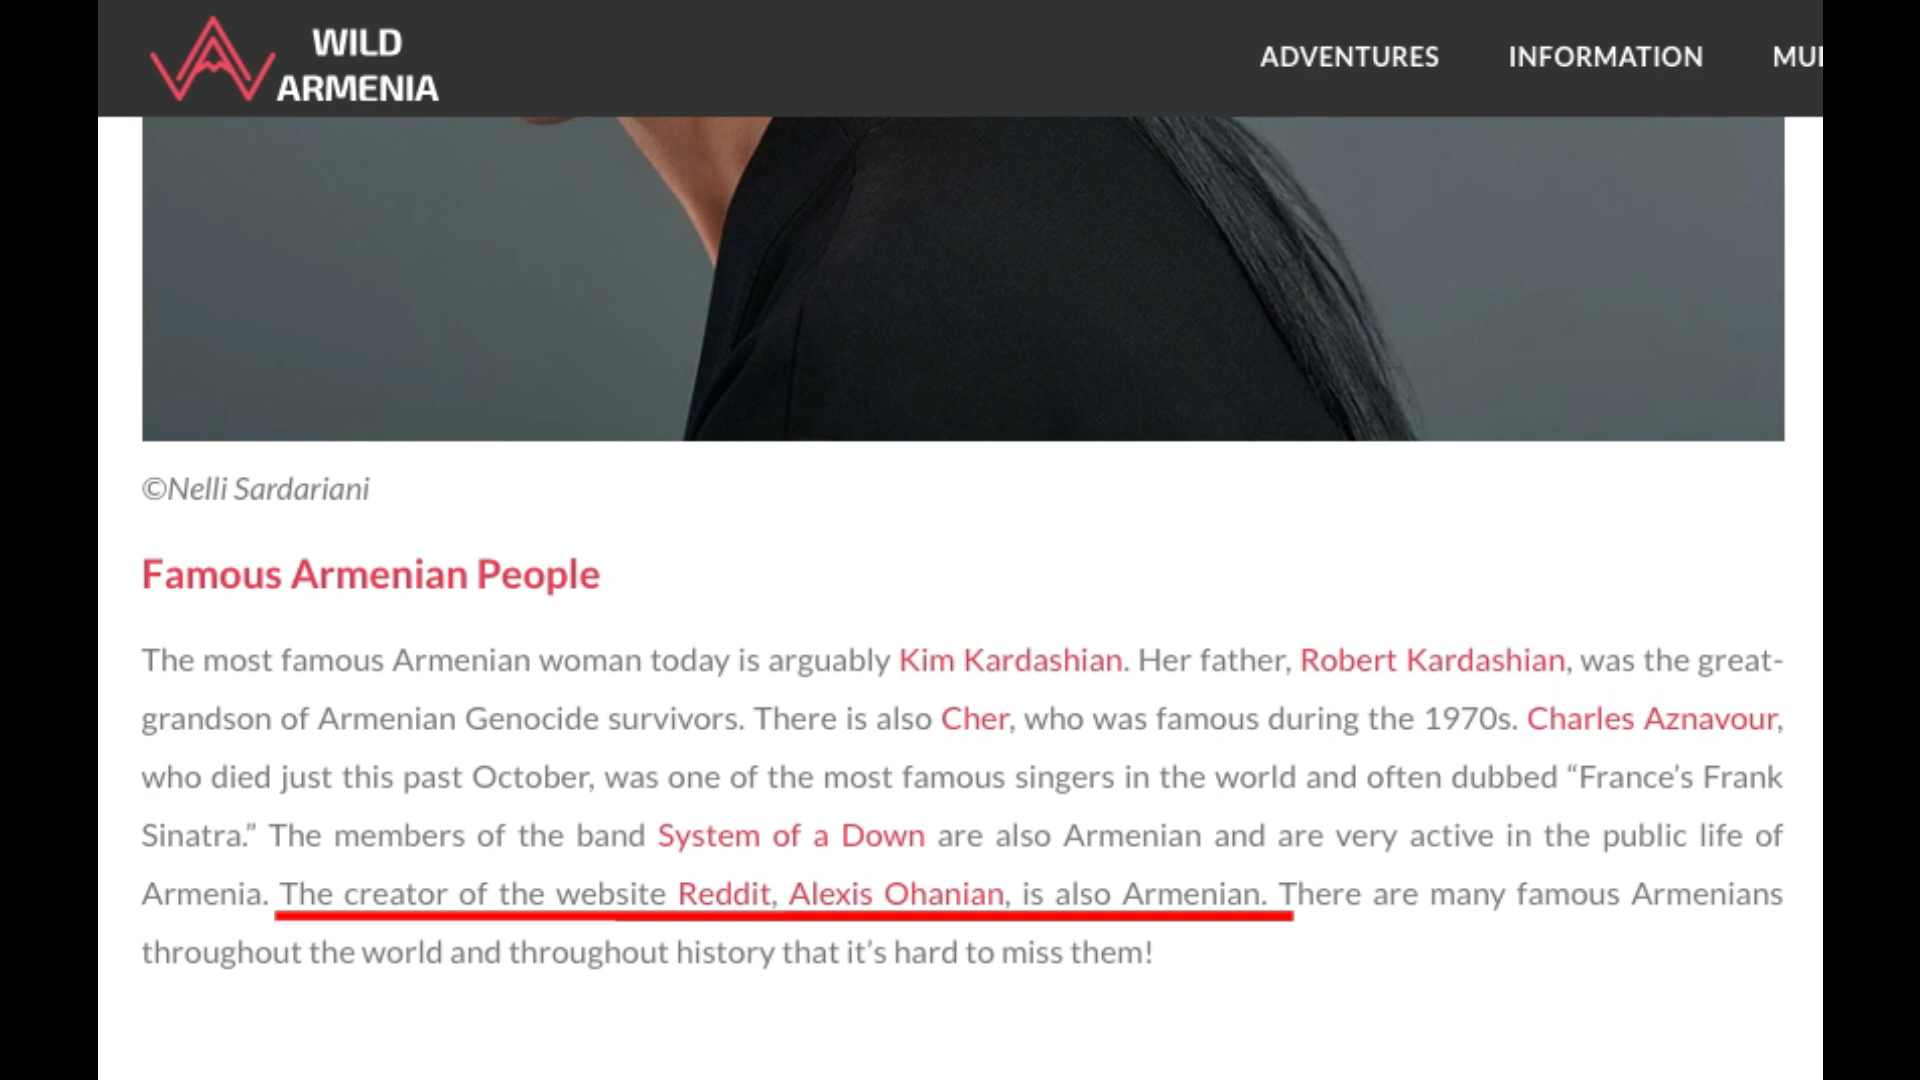 WILD
ARMENIA
ADVENTURES INFORMATION
©Nelli Sardariani
Famous Armenian People
The most famous Armenian woman today is arguably Kim Kardashian. Her father, Robert Kardashian, was the great-
grandson of Armenian Genocide survivors. There is also Cher, who was famous during the 1970s. Charles Aznavour,
who died just this past October, was one of the most famous singers in the world and often dubbed “France’s Frank
Sinatra.” The members of the band System of a Down are also Armenian and are very active in the public life of
Armenia. The creator of the website Reddit, Alexis Ohanian, is also Armenian. There are many famous Armenians
throughout the world and throughout history that it’s hard to miss them!